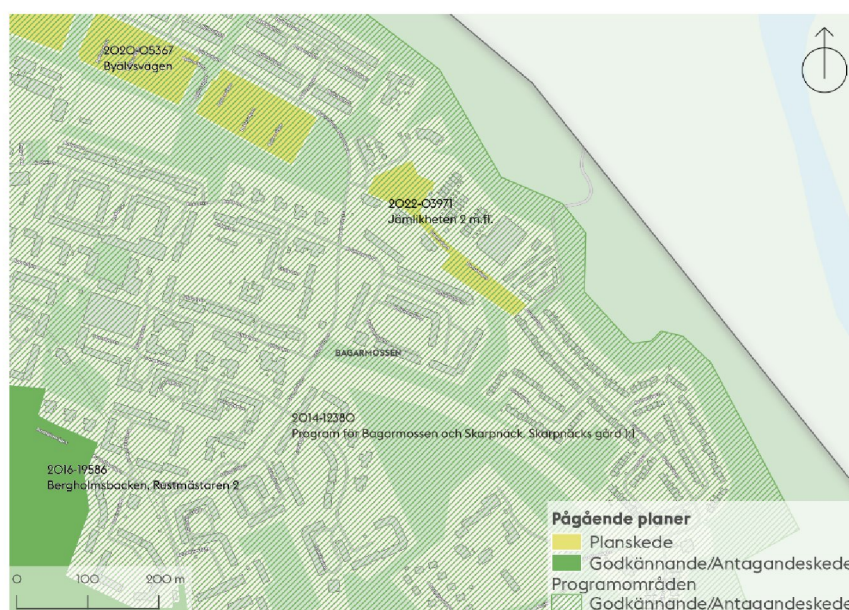 2020-05367
Byälvsvägen
2022-03971
Jämlikheten 2 m.fl.
BAGARMOSSEN
2014-12380
Program för Bagarmossen och Skarpnäck. Skarpnäcks gård 1:1
2016-19586
Bergholmsbacken, Rustmästaren 2
Pågående planer
Planskede
Godkännande/Antagandeskede
Programområden
Godkännande/Antagandeskede
0 100 200 m